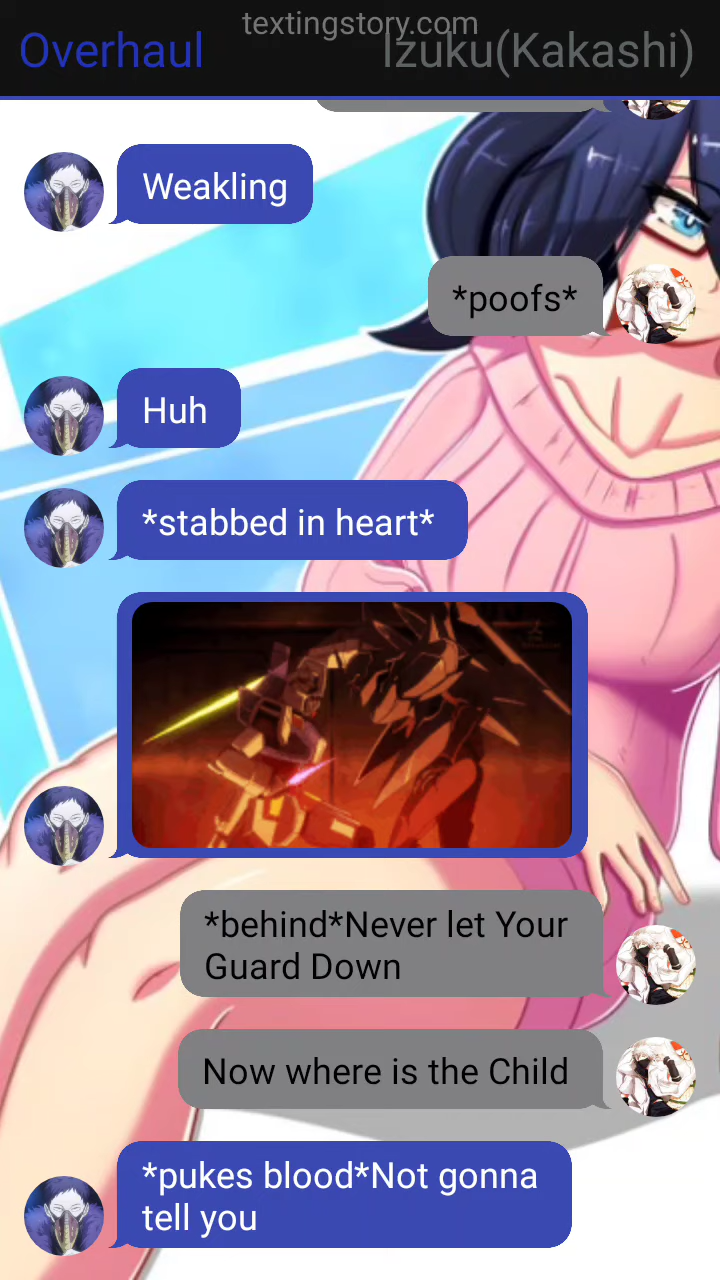 textingstory.com
Overhaul
Izuku(Kakashi)
Weakling
*poofs*
Huh
*stabbed in heart*
*behind*Never let Your
Guard Down
Now where is the Child
*pukes blood*Not gonna
tell you